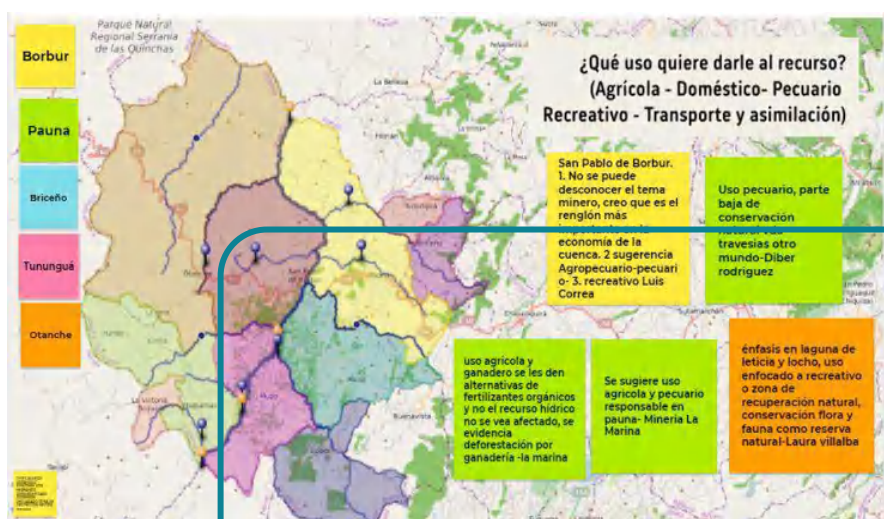 Parque Natural
Regional Serranía
de las Quinchas
Borbur
Pauna
Briceño
Tununguá
Otanche
¿Qué uso quiere darle al recurso?
(Agrícola - Doméstico- Pecuario
Recreativo - Transporte y asimilación)
San Pablo de Borbur.
1. No se puede
desconocer el tema
minero, creo que es el
renglón más
economía de la
cuenca. 2 sugerencia
Agropecuario-pecuari
o- 3. recreativo Luis
Correa
Uso pecuario, parte
baja de
conservación
travesias otro
mundo-Diber
rodriguez
uso agrícola y
ganadero se les den
alternativas de
fertilizantes orgánicos
y no el recurso hídrico
no se vea afectado, se
evidencia
deforestación por
ganadería -la marina
Se sugiere uso
agricola y pecuario
responsable en
pauna- Mineria La
Marina
énfasis en laguna de
leticia y locho, uso
enfocado a recreativo
o zona de
recuperación natural,
conservación flora y
fauna como reserva
natural-Laura villalba
La Belleza
Buenavista